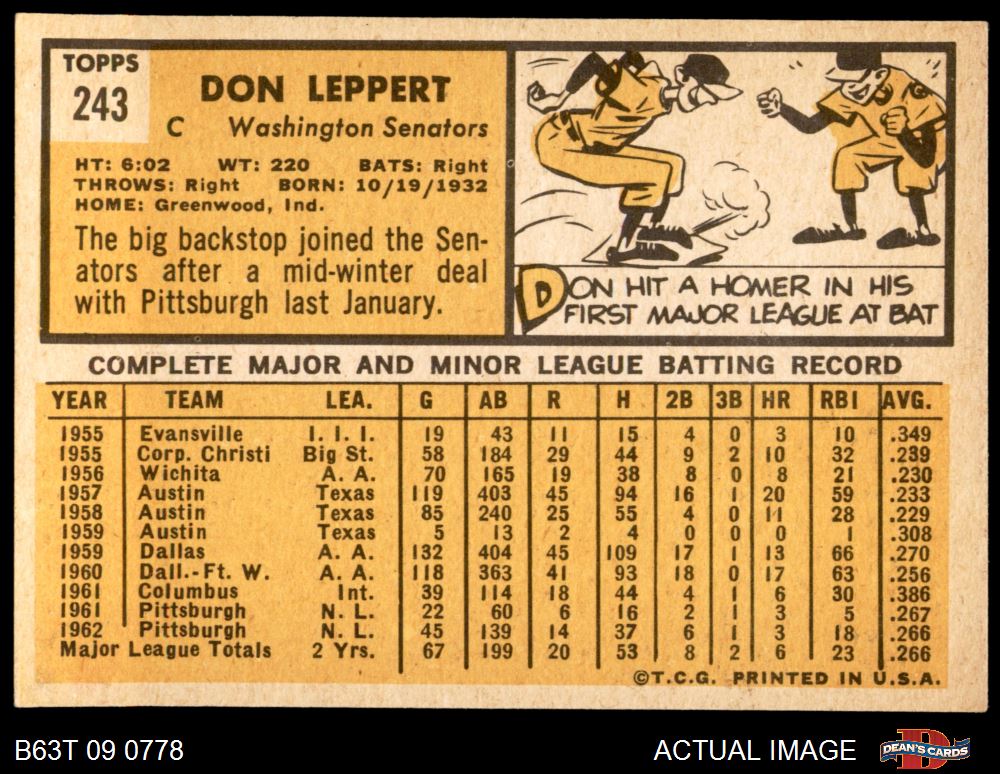 TOPPS
243
DON LEPPERT
C Washington Senators
HT: 6:02 WT: 220 BATS: Right
THROWS: Right BORN: 10/19/1932
HOME: Greenwood, Ind.
The big backstop joined the Sen-
ators after a mid-winter deal
with Pittsburgh last January.
DON HIT A HOMER IN HIS
FIRST MAJOR LEAGUE AT BAT
COMPLETE MAJOR AND MINOR LEAGUE BATTING RECORD
YEAR TEAM LEA. G AB R H 2B 3B HR RBI AVG.
1955 Evansville I. I. I. 19 43 11 15 4 0 3 10 .349
1955 Corp. Christi Big St. 58 184 29 44 9 2 10 32 .239
1956 Wichita A. A. 70 165 19 38 8 0 8 21 .230
1957 Austin Texas 119 403 45 94 16 1 20 59 .233
1958 Austin Texas 85 240 25 55 4 0 11 28 .229
1959 Austin Texas 5 13 2 4 0 0 0 1 .308
1959 Dallas A. A. 132 404 45 109 17 1 13 66 .270
1960 Dall.-Ft. W. A. A. 118 363 41 93 18 0 17 63 .256
1961 Columbus Int. 39 114 18 44 4 1 6 30 .386
1961 Pittsburgh N. L. 22 60 6 16 2 1 3 5 .267
1962 Pittsburgh N. L. 45 139 14 37 6 1 3 18 .266
Major League Totals 2 Yrs. 67 199 20 53 8 2 6 23 .266
©T.C.G. PRINTED IN U.S.A.
B63T 09 0778 ACTUAL IMAGE DEAN'S CARDS